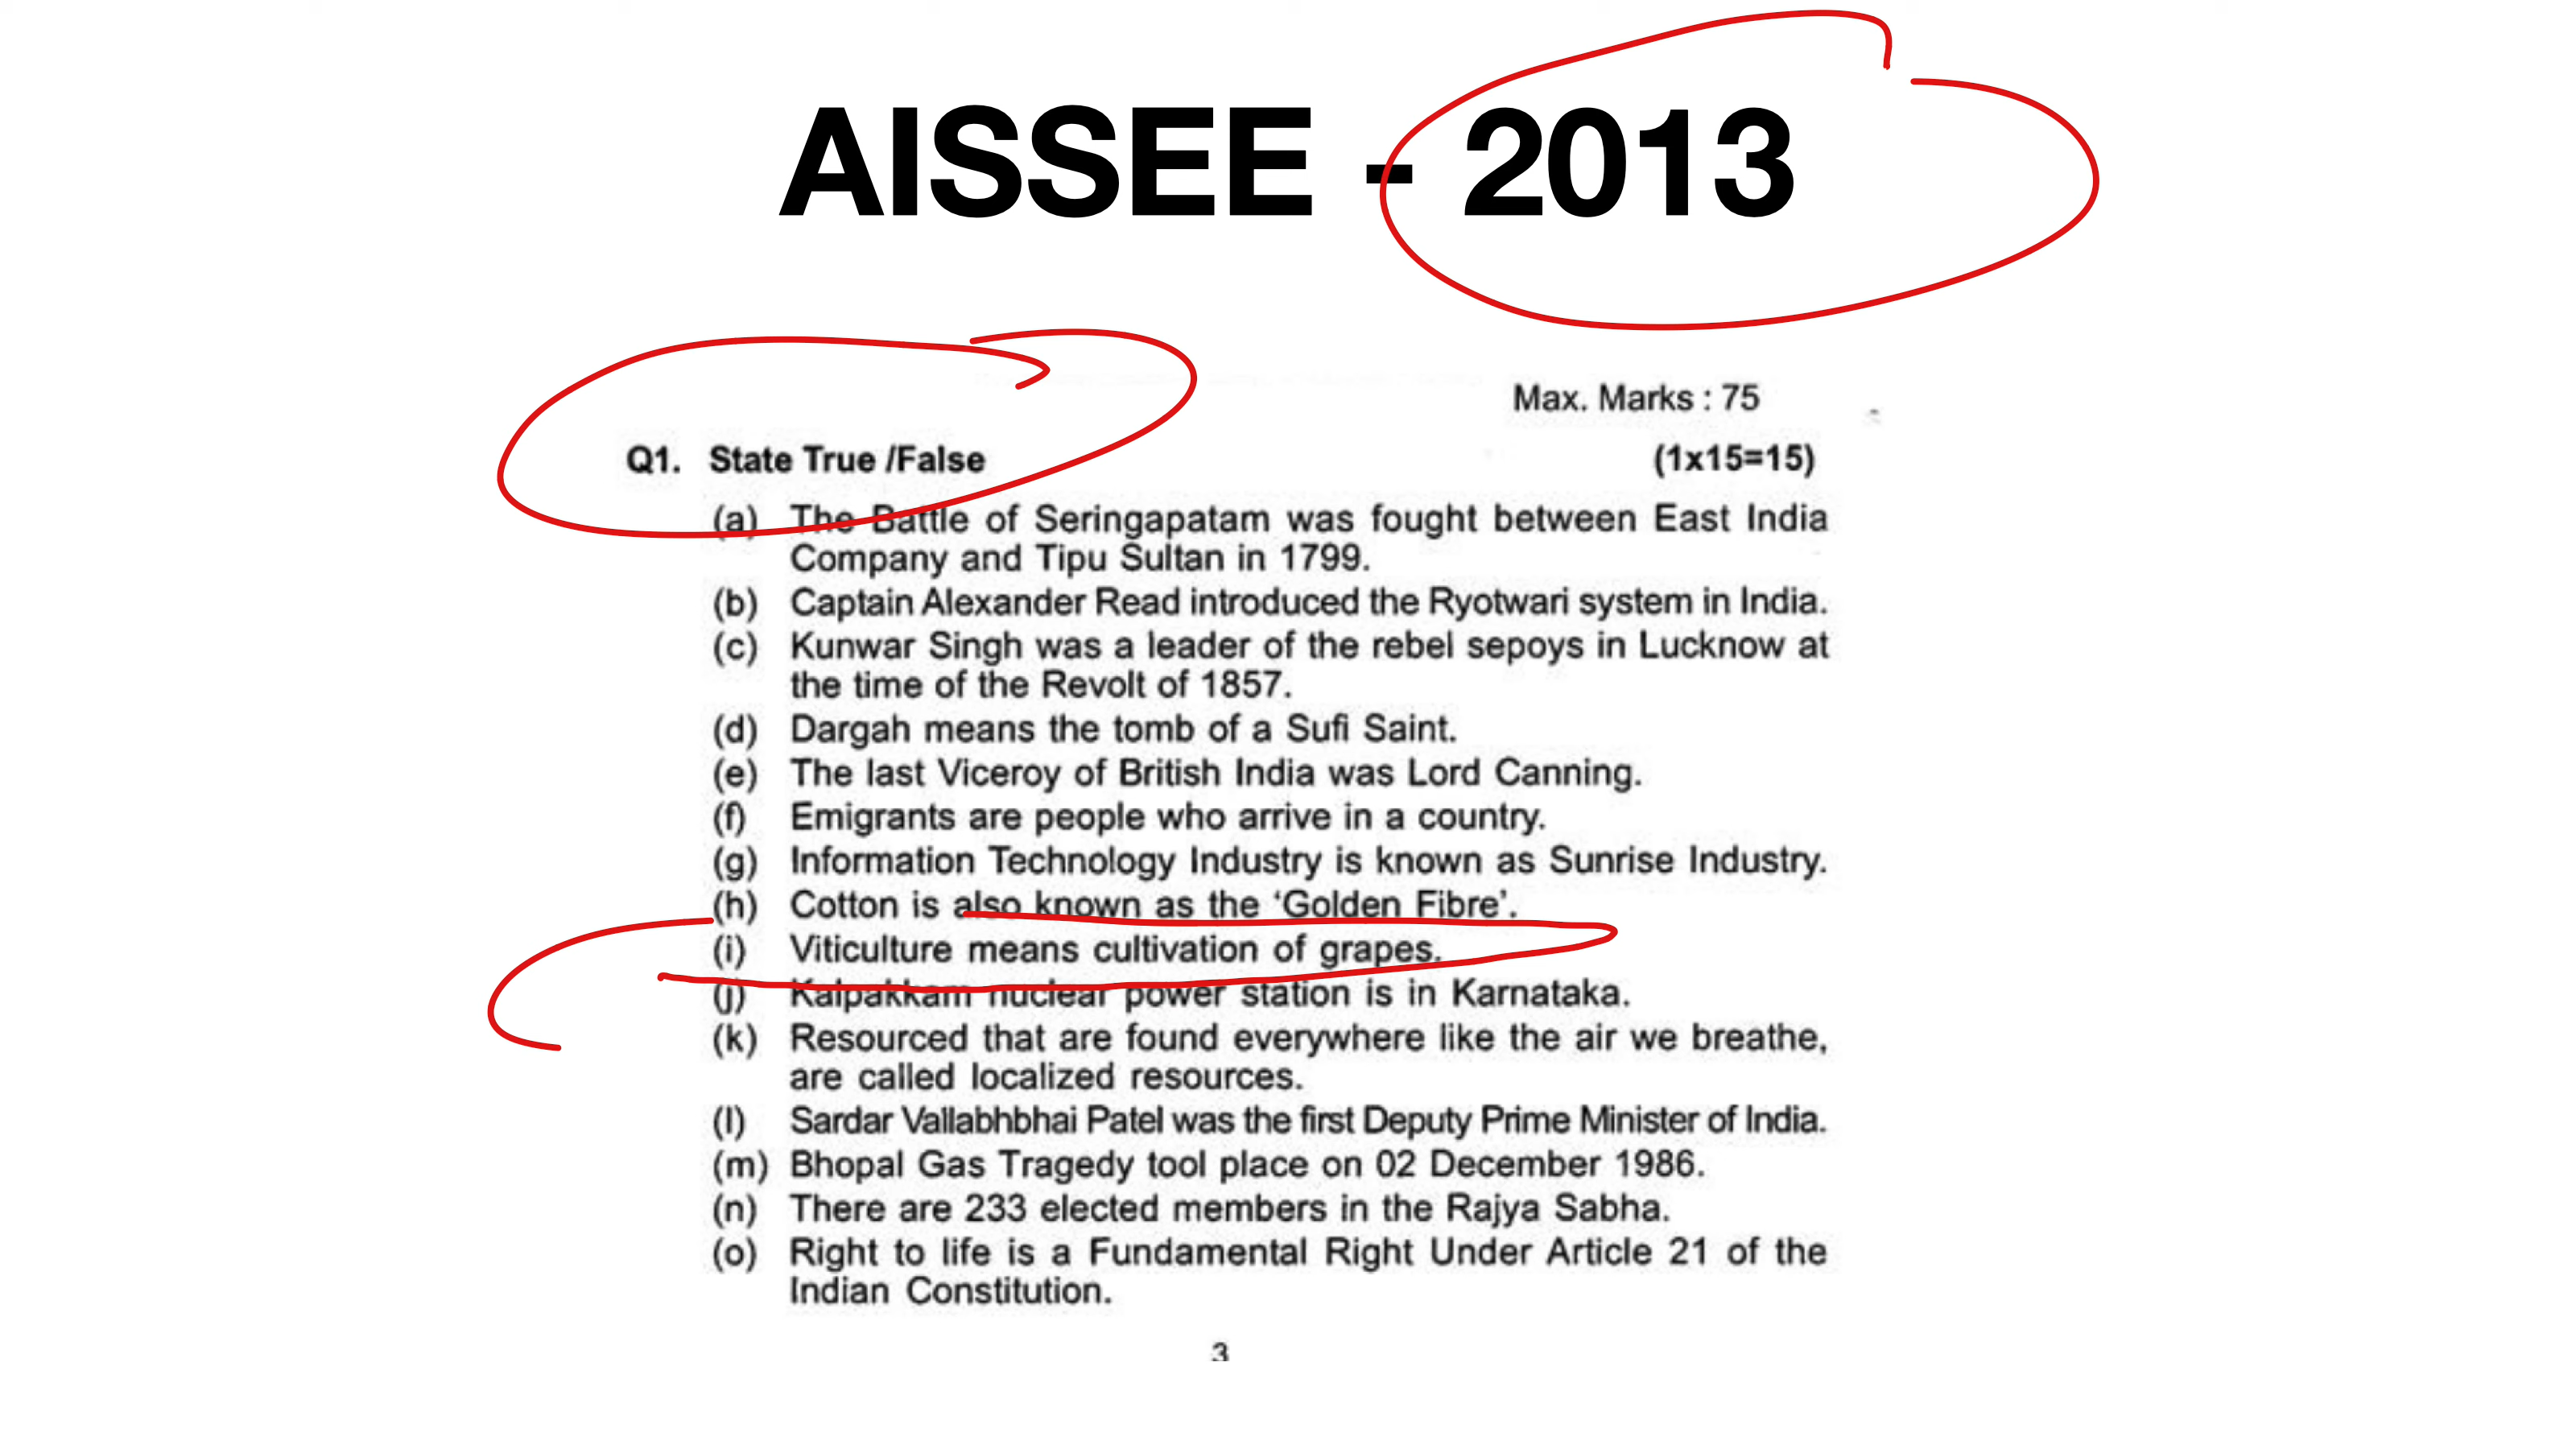 AISSEE - 2013
Max. Marks : 75
Q1. State True /False (1x15=15)
(a) The Battle of Seringapatam was fought between East India
Company and Tipu Sultan in 1799.
(b) Captain Alexander Read introduced the Ryotwari system in India.
(c) Kunwar Singh was a leader of the rebel sepoys in Lucknow at
the time of the Revolt of 1857.
(d) Dargah means the tomb of a Sufi Saint.
(e) The last Viceroy of British India was Lord Canning.
(f) Emigrants are people who arrive in a country.
(g) Information Technology Industry is known as Sunrise Industry.
(h) Cotton is also known as the ‘Golden Fibre’.
(i) Viticulture means cultivation of grapes.
(j) Kalpakkam nuclear power station is in Karnataka.
(k) Resourced that are found everywhere like the air we breathe,
are called localized resources.
(l) Sardar Vallabhbhai Patel was the first Deputy Prime Minister of India.
(m) Bhopal Gas Tragedy tool place on 02 December 1986.
(n) There are 233 elected members in the Rajya Sabha.
(o) Right to life is a Fundamental Right Under Article 21 of the
Indian Constitution.
3